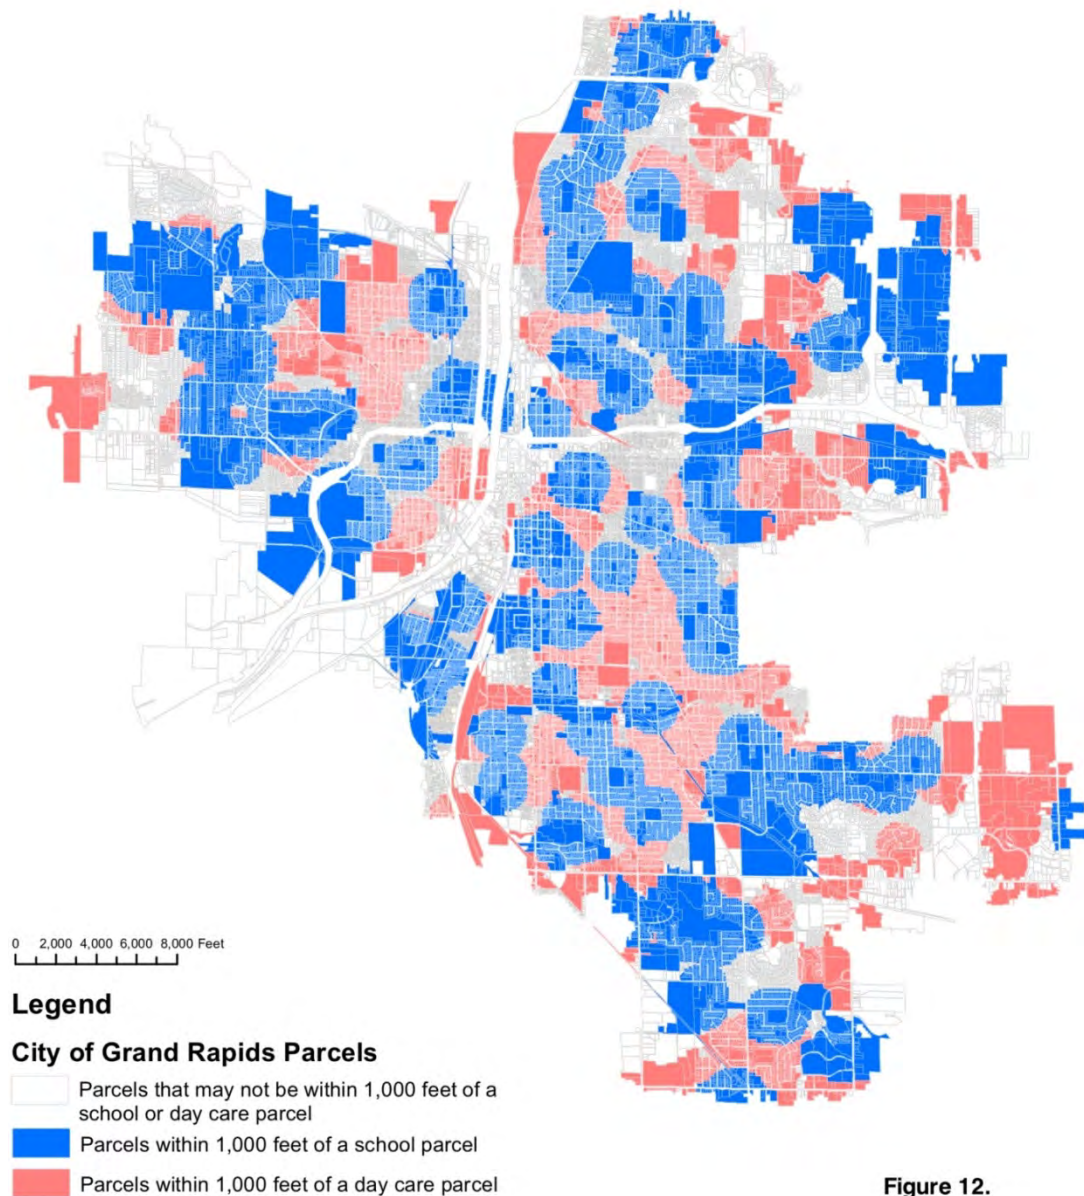 0 2,000 4,000 6,000 8,000 Feet
Legend
City of Grand Rapids Parcels
Parcels that may not be within 1,000 feet of a
school or day care parcel
Parcels within 1,000 feet of a school parcel
Parcels within 1,000 feet of a day care parcel
Figure 12.